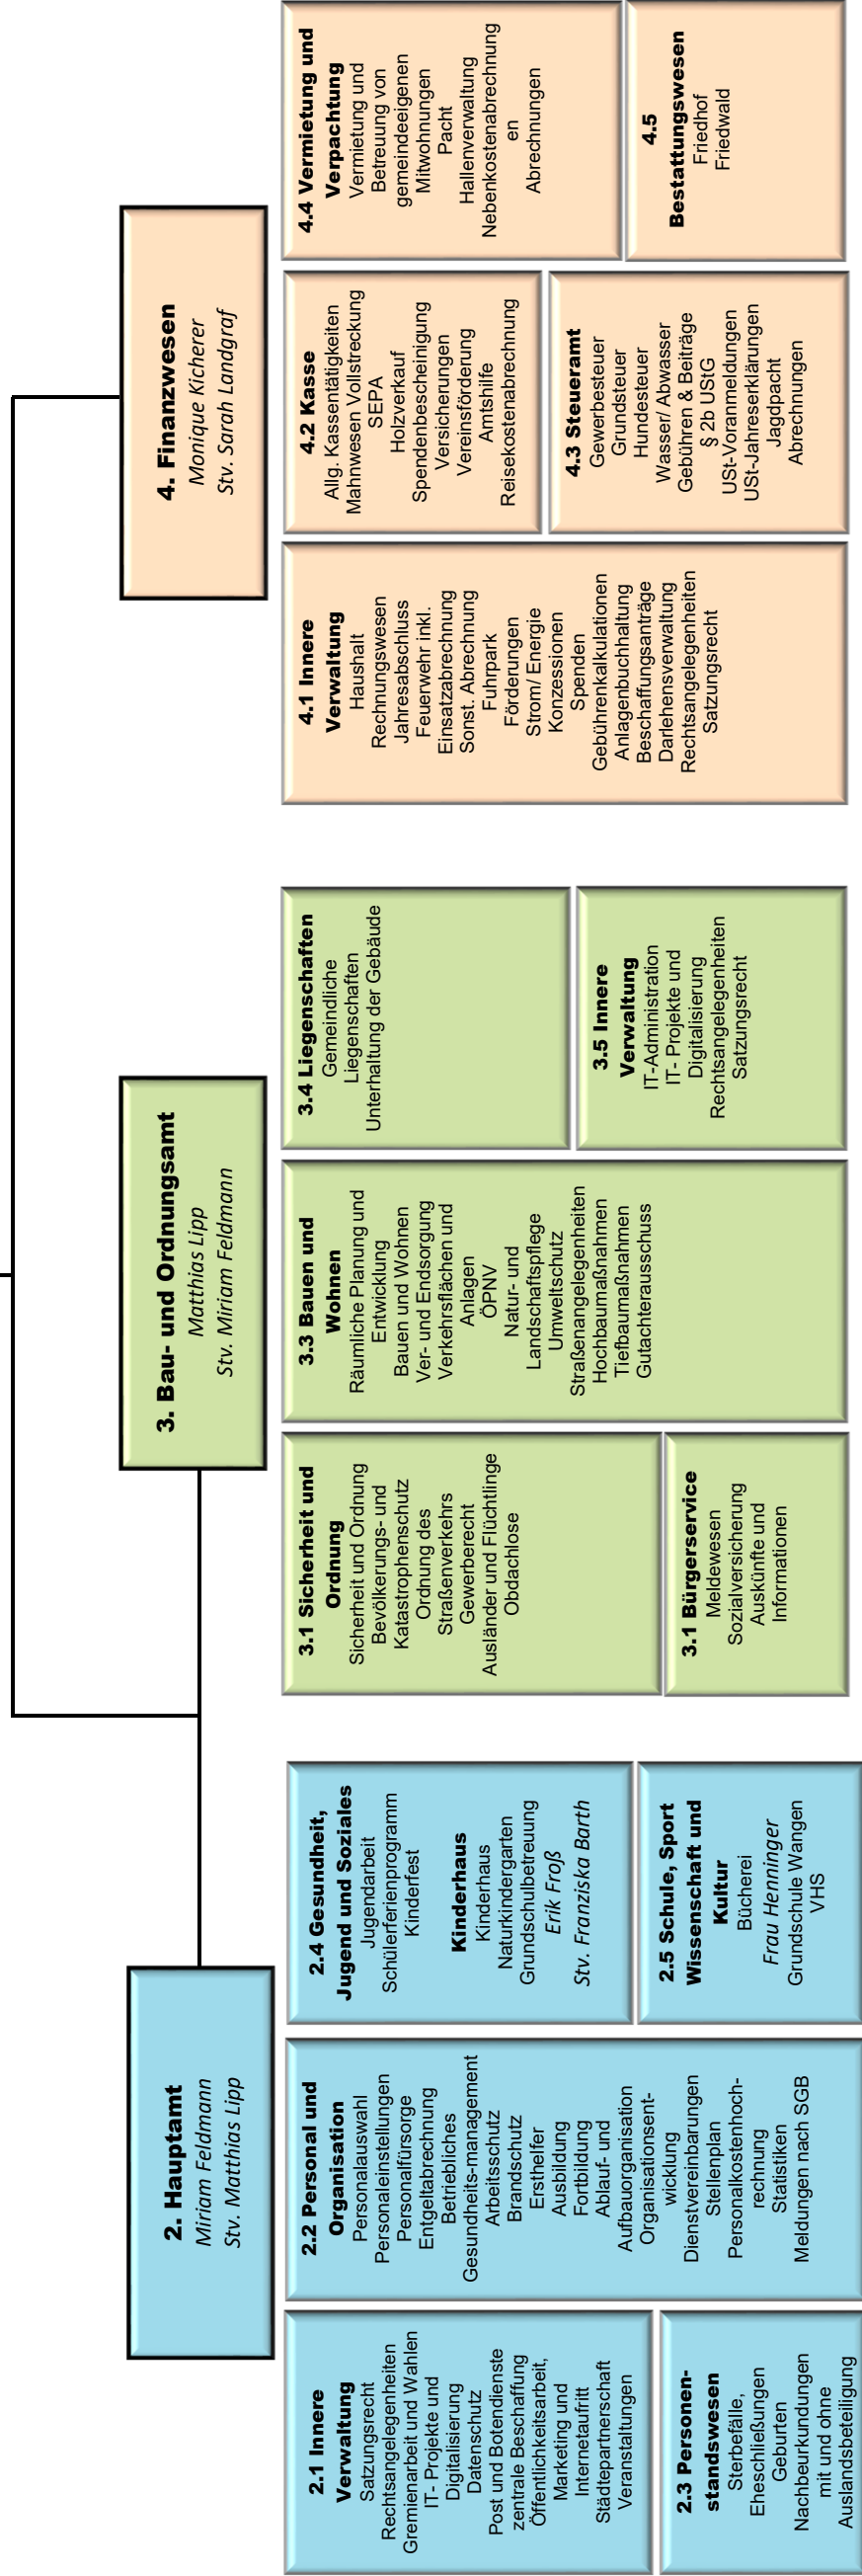 2. Hauptamt
Miriam Feldmann
Stv. Matthias Lipp
2.1 Innere
Verwaltung
Satzungsrecht
Rechtsangelegenheiten
Gremienarbeit und Wahlen
IT- Projekte und
Digitalisierung
Datenschutz
Post und Botendienste
zentrale Beschaffung
Öffentlichkeitsarbeit,
Marketing und
Internetaufritt
Städtepartnerschaft
Veranstaltungen
2.3 Personen-
standswesen
Sterbefälle,
Eheschließungen
Geburten
Nachbeurkundungen
mit und ohne
Auslandsbeteiligung
2.2 Personal und
Organisation
Personalauswahl
Personaleinstellungen
Personalfürsorge
Entgeltabrechnung
Betriebliches
Gesundheits-management
Arbeitsschutz
Brandschutz
Ersthelfer
Ausbildung
Fortbildung
Ablauf- und
Aufbauorganisation
Organisationsent-
wicklung
Dienstvereinbarungen
Stellenplan
Personalkostenhoch-
rechnung
Statistiken
Meldungen nach SGB
2.4 Gesundheit,
Jugend und Soziales
Jugendarbeit
Schülerferienprogramm
Kinderfest
Kinderhaus
Kinderhaus
Naturkindergarten
Grundschulbetreuung
Erik Froß
Stv. Franziska Barth
2.5 Schule, Sport
Wissenschaft und
Kultur
Bücherei
Frau Henninger
Grundschule Wangen
VHS
3. Bau- und Ordnungsamt
Matthias Lipp
Stv. Miriam Feldmann
3.1 Sicherheit und
Ordnung
Sicherheit und Ordnung
Bevölkerungs- und
Katastrophenschutz
Ordnung des
Straßenverkehrs
Gewerberecht
Ausländer und Flüchtlinge
Obdachlose
3.1 Bürgerservice
Meldewesen
Sozialversicherung
Auskünfte und
Informationen
3.3 Bauen und
Wohnen
Räumliche Planung und
Entwicklung
Bauen und Wohnen
Ver- und Endsorgung
Verkehrsflächen und
Anlagen
ÖPNV
Natur- und
Landschaftspflege
Umweltschutz
Straßenangelegenheiten
Hochbaumaßnahmen
Tiefbaumaßnahmen
Gutachterausschuss
3.4 Liegenschaften
Gemeindliche
Liegenschaften
Unterhaltung der Gebäude
3.5 Innere
Verwaltung
IT-Administration
IT- Projekte und
Digitalisierung
Rechtsangelegenheiten
Satzungsrecht
4. Finanzwesen
Monique Kicherer
Stv. Sarah Landgraf
4.1 Innere
Verwaltung
Haushalt
Rechnungswesen
Jahresabschluss
Feuerwehr inkl.
Einsatzabrechnung
Sonst. Abrechnung
Fuhrpark
Förderungen
Strom/ Energie
Konzessionen
Spenden
Gebührenkalkulationen
Anlagenbuchhaltung
Beschaffungsanträge
Darlehensverwaltung
Rechtsangelegenheiten
Satzungsrecht
4.2 Kasse
Allg. Kassentätigkeiten
Mahnwesen Vollstreckung
SEPA
Holzverkauf
Spendenbescheinigung
Versicherungen
Vereinsförderung
Amtshilfe
Reisekostenabrechnung
4.3 Steueramt
Gewerbesteuer
Grundsteuer
Hundesteuer
Wasser/ Abwasser
Gebühren & Beiträge
§ 2b UStG
USt-Voranmeldungen
USt-Jahreserklärungen
Jagdpacht
Abrechnungen
4.4 Vermietung und
Verpachtung
Vermietung und
Betreuung von
gemeindeeigenen
Mitwohnungen
Pacht
Hallenverwaltung
Nebenkostenabrechnung
en
Abrechnungen
4.5
Bestattungswesen
Friedhof
Friedwald